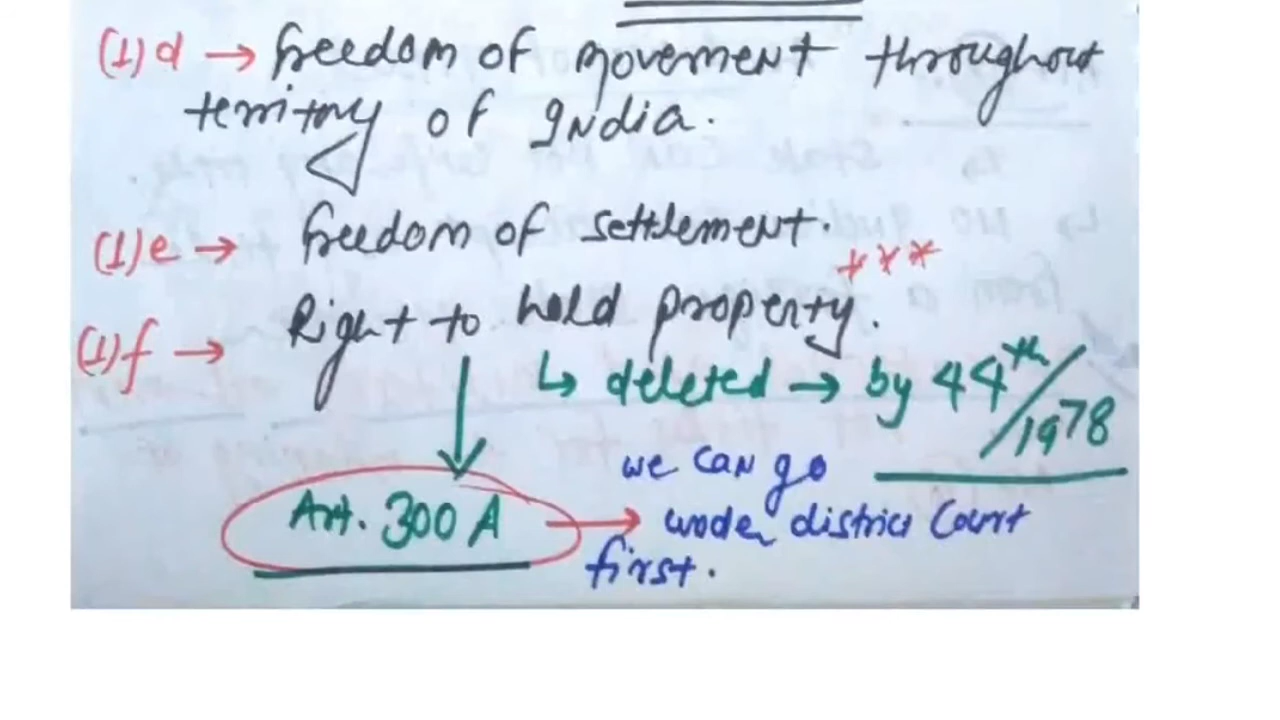 (1)d → freedom of movement throughout
territory of India.
(1)e → freedom of settlement.
***
(1)f → Right to hold property.
↳ deleted → by 44th/1978
we can go
Art. 300 A → under district Court
first.